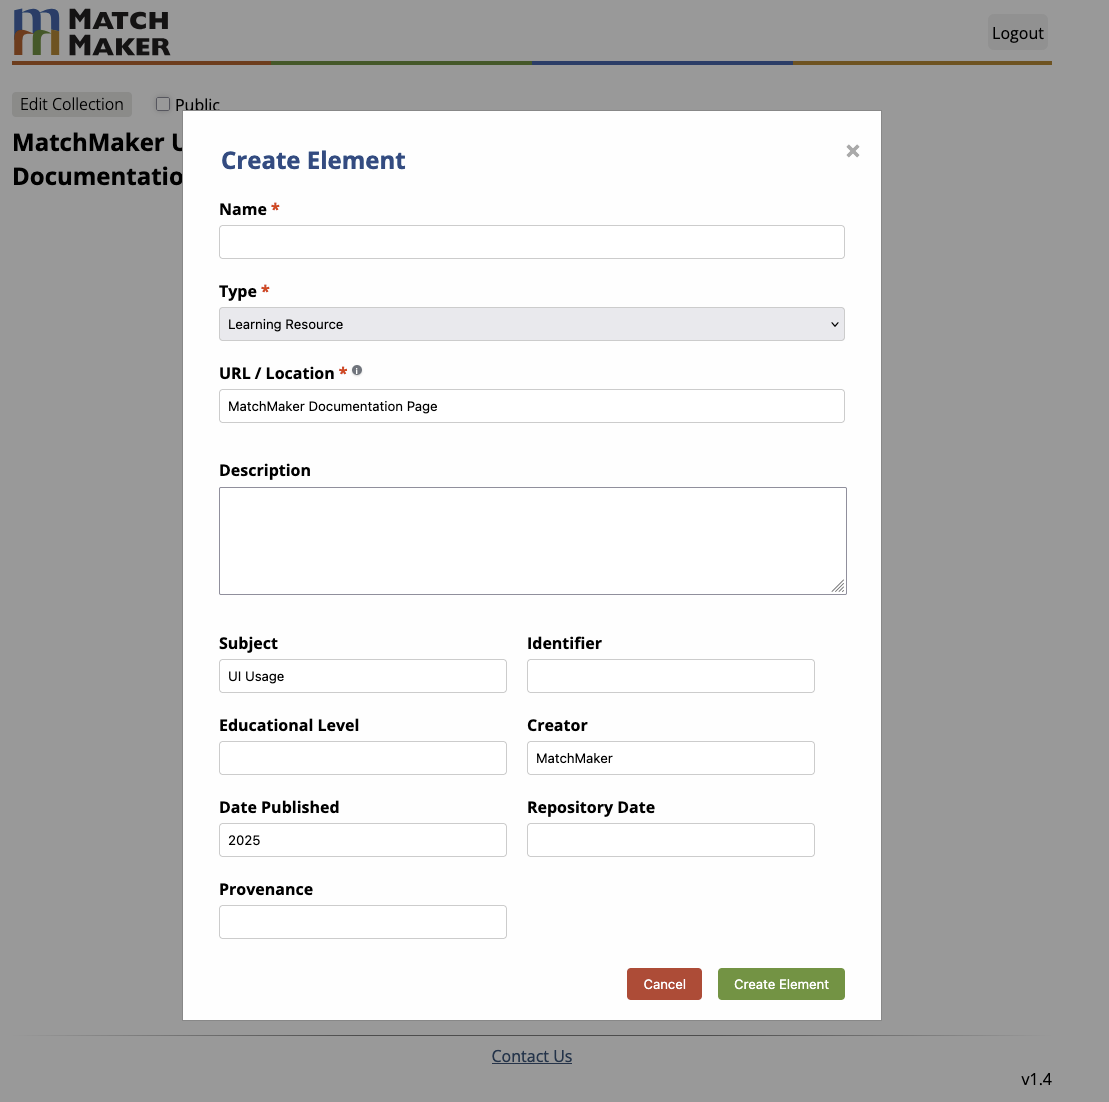 MATCH
MAKER
Logout
Edit Collection
Public
MatchMaker U
Documentatio
Create Element
×
Name *
Type *
Learning Resource
URL / Location * i
MatchMaker Documentation Page
Description
Subject
Identifier
UI Usage
Educational Level
Creator
MatchMaker
Date Published
Repository Date
2025
Provenance
Cancel
Create Element
Contact Us
v1.4